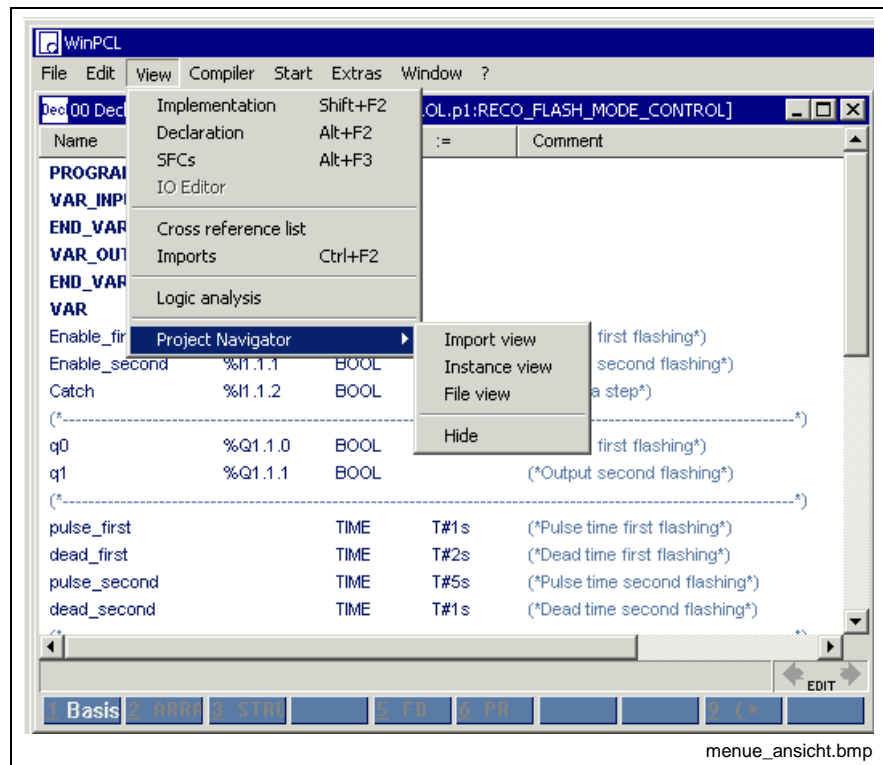 WinPCL
File Edit View Compiler Start Extras Window ?
Decl 00 Decl OL.p1:RECO_FLASH_MODE_CONTROL]
Implementation Shift+F2
Declaration Alt+F2
SFCs Alt+F3
IO Editor
Cross reference list
Imports Ctrl+F2
Logic analysis
Project Navigator
Import view
Instance view
File view
Hide
Name := Comment
PROGRA
VAR_INP
END_VAR
VAR_OUT
END_VAR
VAR
Enable_fir first flashing*)
Enable_second %I1.1.1 BOOL second flashing*)
Catch %I1.1.2 BOOL a step*)
(*------------------------------------------------------------*)
q0 %Q1.1.0 BOOL first flashing*)
q1 %Q1.1.1 BOOL (*Output second flashing*)
(*------------------------------------------------------------*)
pulse_first TIME T#1s (*Pulse time first flashing*)
dead_first TIME T#2s (*Dead time first flashing*)
pulse_second TIME T#5s (*Pulse time second flashing*)
dead_second TIME T#1s (*Dead time second flashing*)
EDIT
1 Basis 2 ARRA 3 STRU 5 FB 6 PR 9 (*
menue_ansicht.bmp